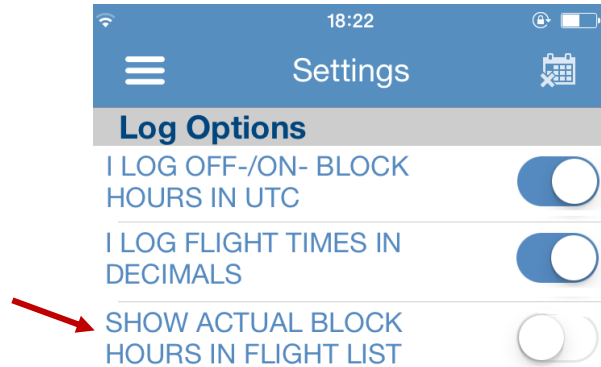 18:22
Settings
Log Options
I LOG OFF-/ON- BLOCK
HOURS IN UTC
I LOG FLIGHT TIMES IN
DECIMALS
SHOW ACTUAL BLOCK
HOURS IN FLIGHT LIST